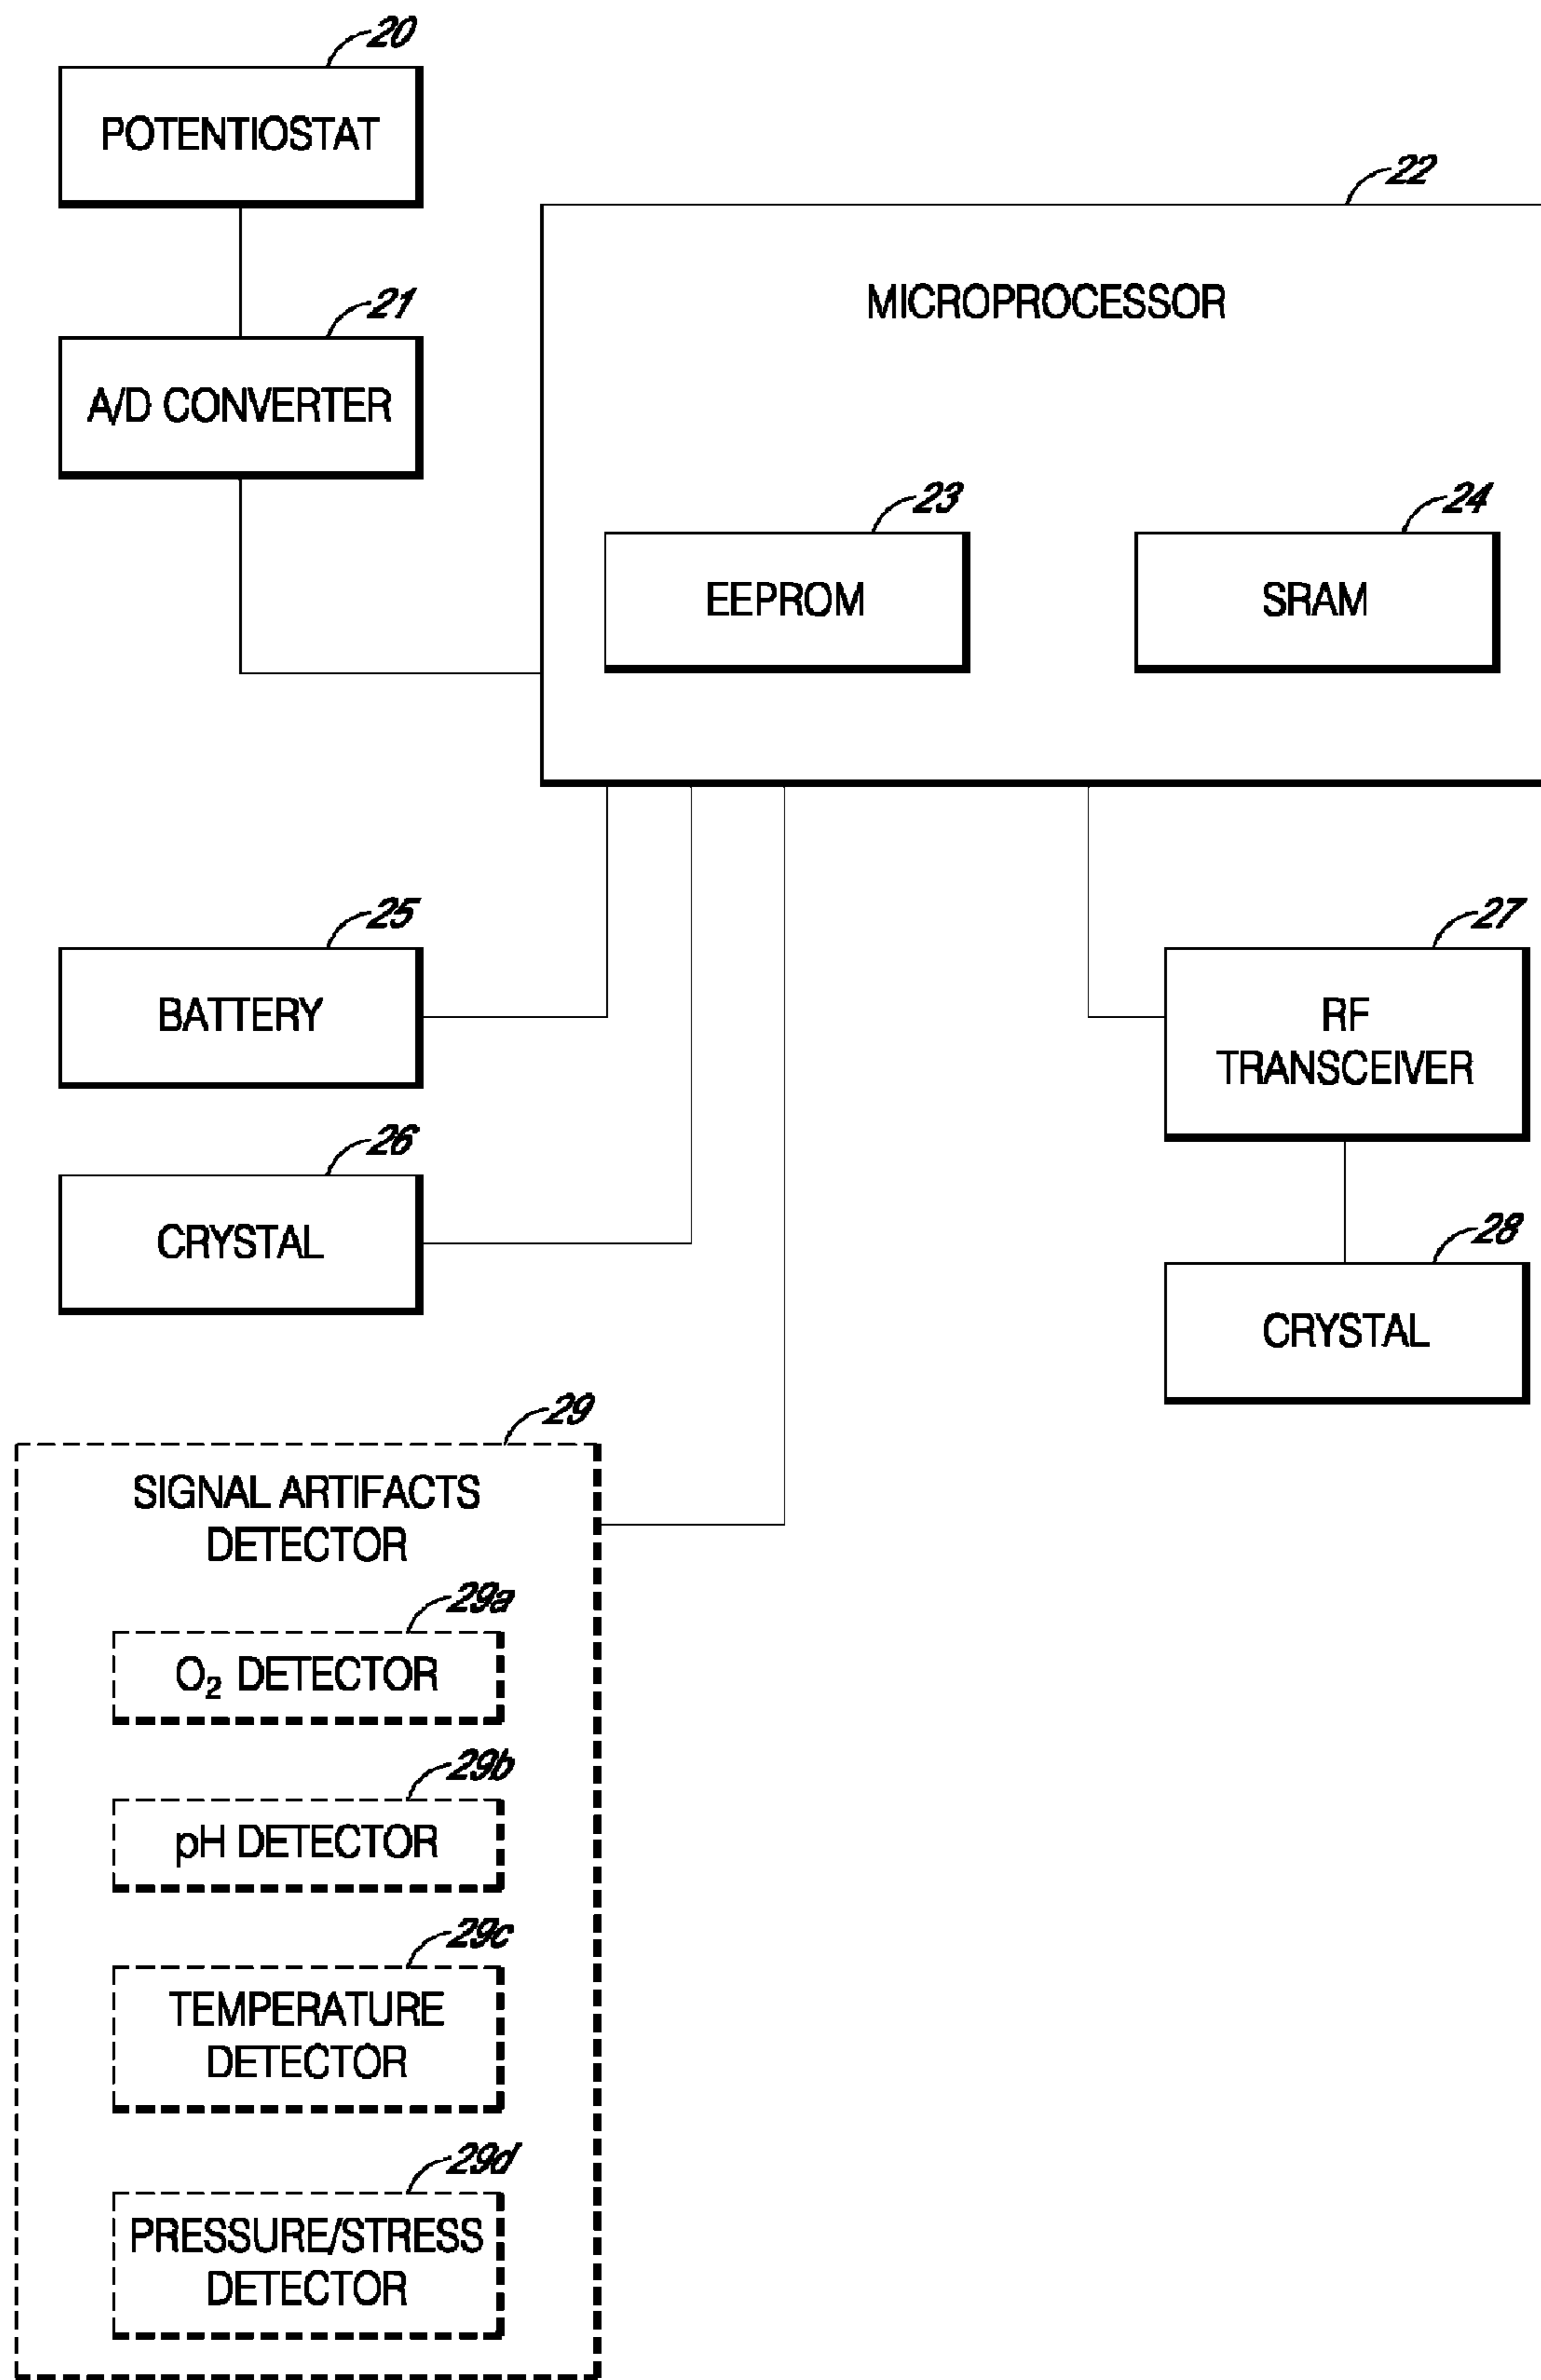 20
POTENTIOSTAT
22
MICROPROCESSOR
21
A/D CONVERTER
23
EEPROM
24
SRAM
25
BATTERY
27
RF
TRANSCEIVER
26
CRYSTAL
28
CRYSTAL
29
SIGNAL ARTIFACTS
DETECTOR
29a
O₂ DETECTOR
29b
pH DETECTOR
29c
TEMPERATURE
DETECTOR
29d
PRESSURE/STRESS
DETECTOR